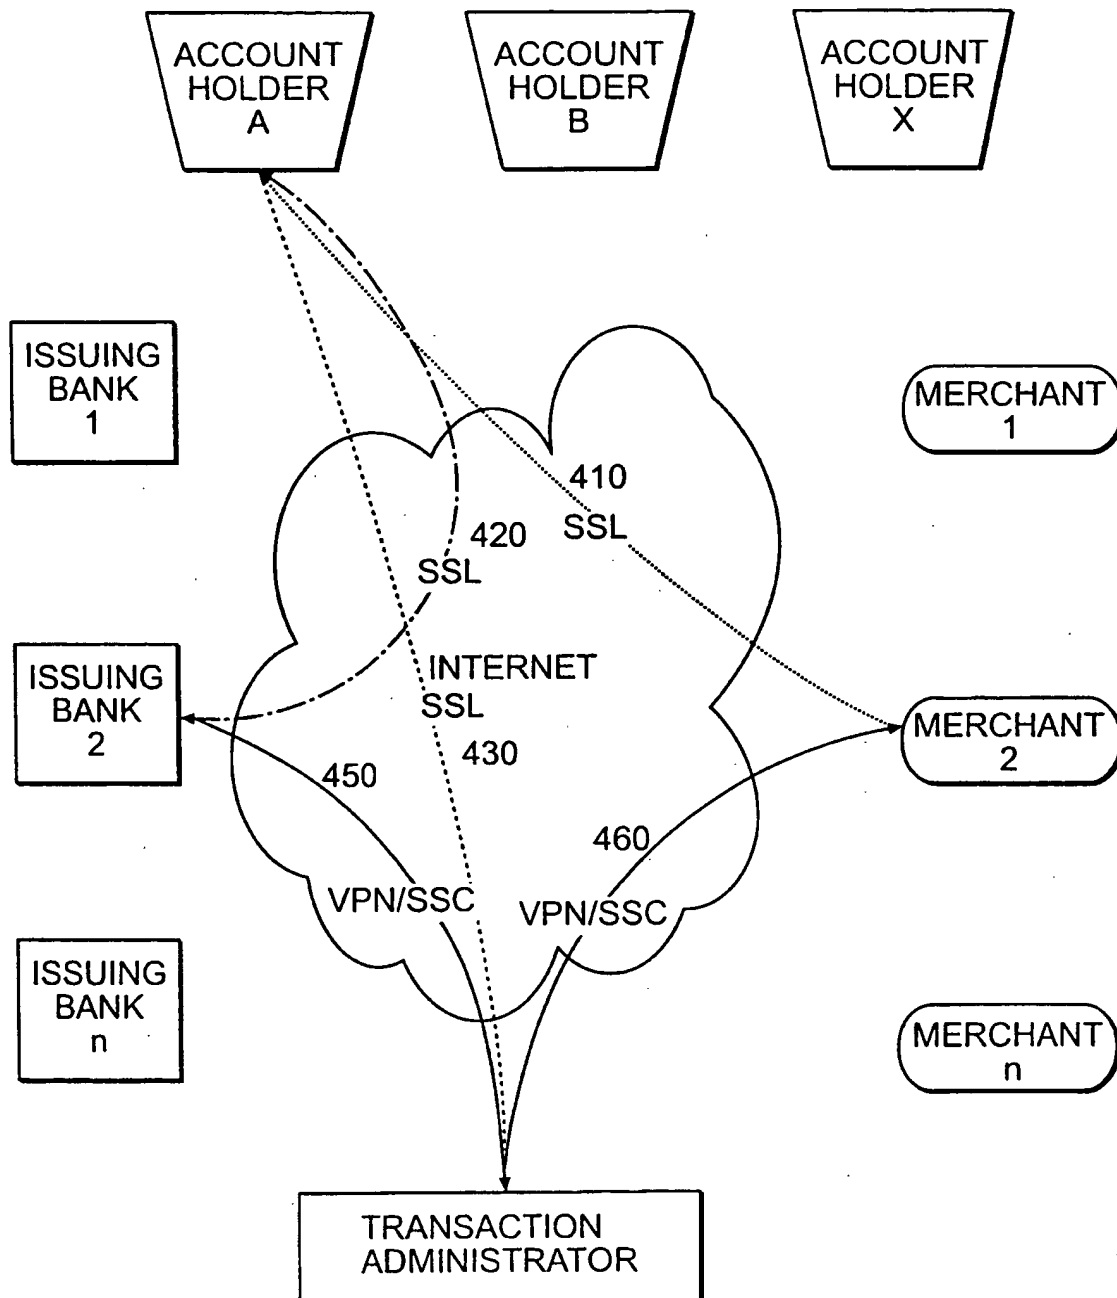 ACCOUNT
HOLDER
A
ACCOUNT
HOLDER
B
ACCOUNT
HOLDER
X
ISSUING
BANK
1
MERCHANT
1
410
SSL
420
SSL
ISSUING
BANK
2
INTERNET
SSL
430
MERCHANT
2
450
460
VPN/SSC
VPN/SSC
ISSUING
BANK
n
MERCHANT
n
TRANSACTION
ADMINISTRATOR